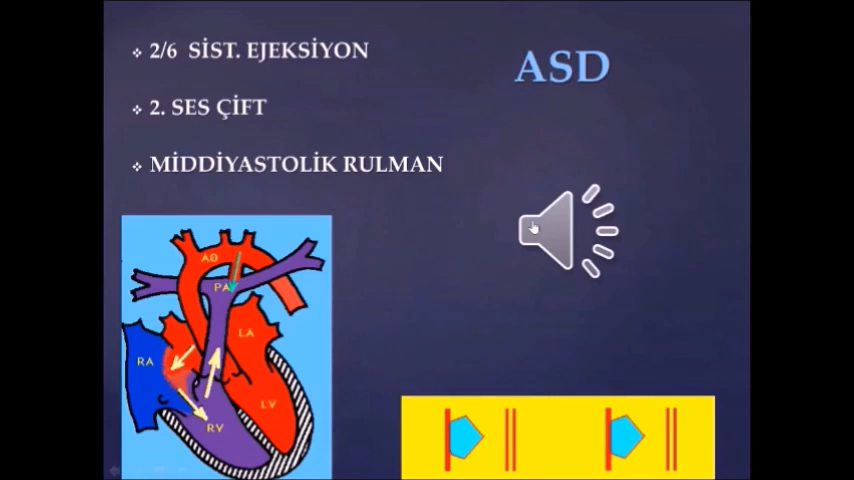 2/6 SİST. EJEKSİYON
ASD
2. SES ÇİFT
MİDDİYASTOLİK RULMAN
AO
PA
LA
RA
LV
RV